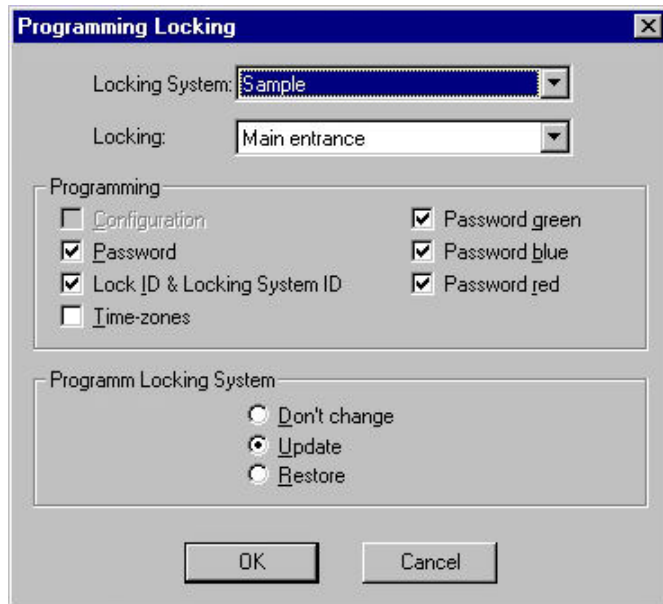 Programming Locking
Locking System: Sample
Locking: Main entrance
Programming
Configuration
Password green
Password
Password blue
Lock ID & Locking System ID
Password red
Time-zones
Programm Locking System
Don't change
Update
Restore
OK
Cancel